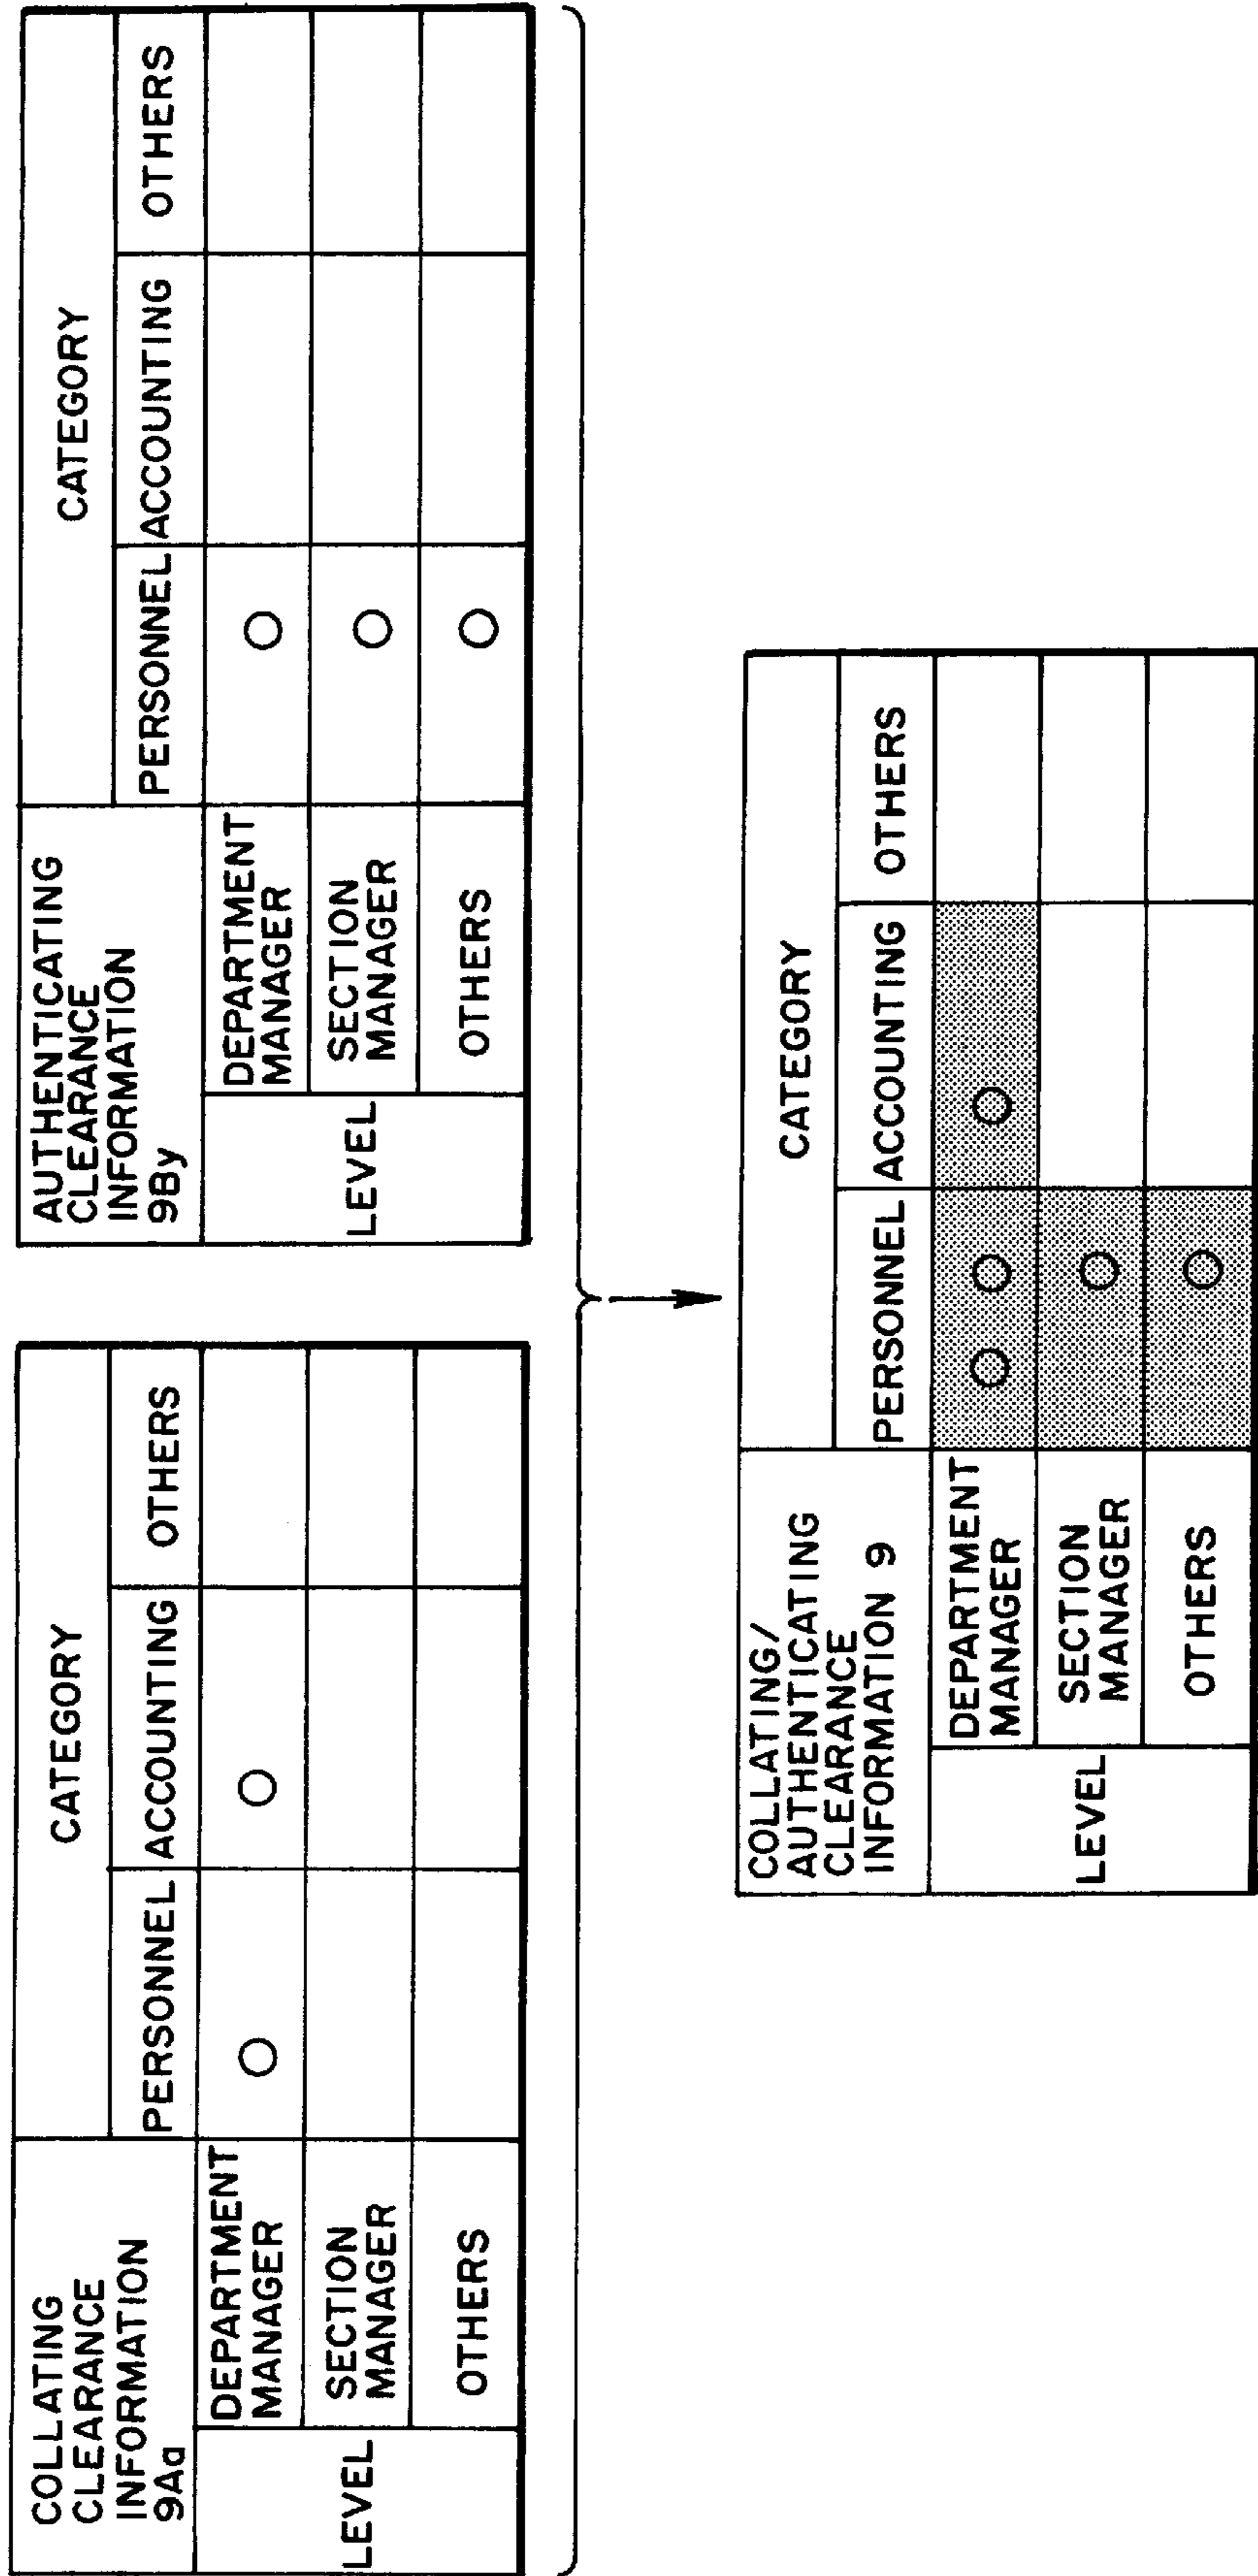 COLLATING
CLEARANCE
INFORMATION
9Aa
CATEGORY
PERSONNEL ACCOUNTING OTHERS
LEVEL
DEPARTMENT
MANAGER
SECTION
MANAGER
OTHERS
AUTHENTICATING
CLEARANCE
INFORMATION
9By
CATEGORY
PERSONNEL ACCOUNTING OTHERS
LEVEL
DEPARTMENT
MANAGER
SECTION
MANAGER
OTHERS
COLLATING/
AUTHENTICATING
CLEARANCE
INFORMATION 9
CATEGORY
PERSONNEL ACCOUNTING OTHERS
LEVEL
DEPARTMENT
MANAGER
SECTION
MANAGER
OTHERS